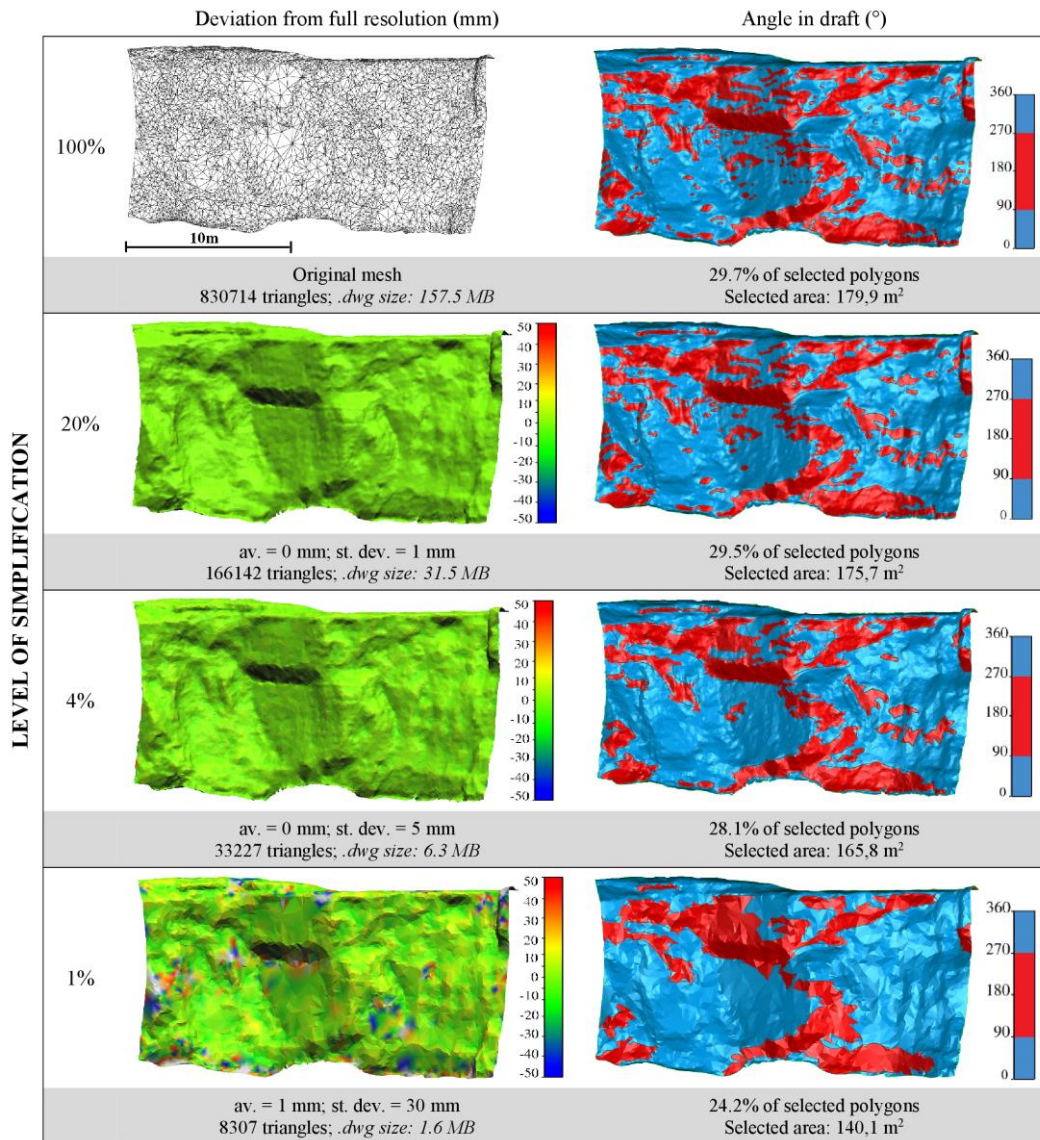 Deviation from full resolution (mm)
Angle in draft (°)
LEVEL OF SIMPLIFICATION
100%
10m
360
270
180
90
0
Original mesh
830714 triangles; .dwg size: 157.5 MB
29.7% of selected polygons
Selected area: 179,9 m²
20%
50
40
30
20
10
0
-10
-20
-30
-40
-50
360
270
180
90
0
av. = 0 mm; st. dev. = 1 mm
166142 triangles; .dwg size: 31.5 MB
29.5% of selected polygons
Selected area: 175,7 m²
4%
50
40
30
20
10
0
-10
-20
-30
-40
-50
360
270
180
90
0
av. = 0 mm; st. dev. = 5 mm
33227 triangles; .dwg size: 6.3 MB
28.1% of selected polygons
Selected area: 165,8 m²
1%
50
40
30
20
10
0
-10
-20
-30
-40
-50
360
270
180
90
0
av. = 1 mm; st. dev. = 30 mm
8307 triangles; .dwg size: 1.6 MB
24.2% of selected polygons
Selected area: 140,1 m²